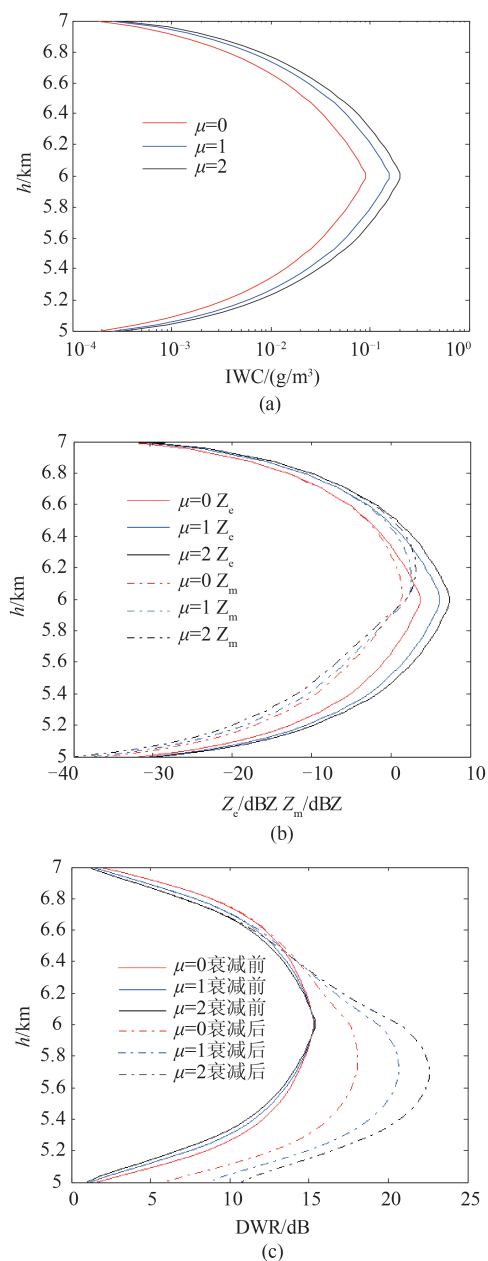 7
6.8
6.6
6.4
6.2
6
5.8
5.6
5.4
5.2
5
h/km
μ=0
μ=1
μ=2
10⁻⁴
10⁻³
10⁻²
10⁻¹
10⁰
IWC/(g/m³)
(a)
7
6.8
6.6
6.4
6.2
6
5.8
5.6
5.4
5.2
5
h/km
μ=0 Zₑ
μ=1 Zₑ
μ=2 Zₑ
μ=0 Zₘ
μ=1 Zₘ
μ=2 Zₘ
−40
−30
−20
−10
0
10
Zₑ/dBZ Zₘ/dBZ
(b)
7
6.8
6.6
6.4
6.2
6
5.8
5.6
5.4
5.2
5
h/km
μ=0衰减前
μ=1衰减前
μ=2衰减前
μ=0衰减后
μ=1衰减后
μ=2衰减后
0
5
10
15
20
25
DWR/dB
(c)